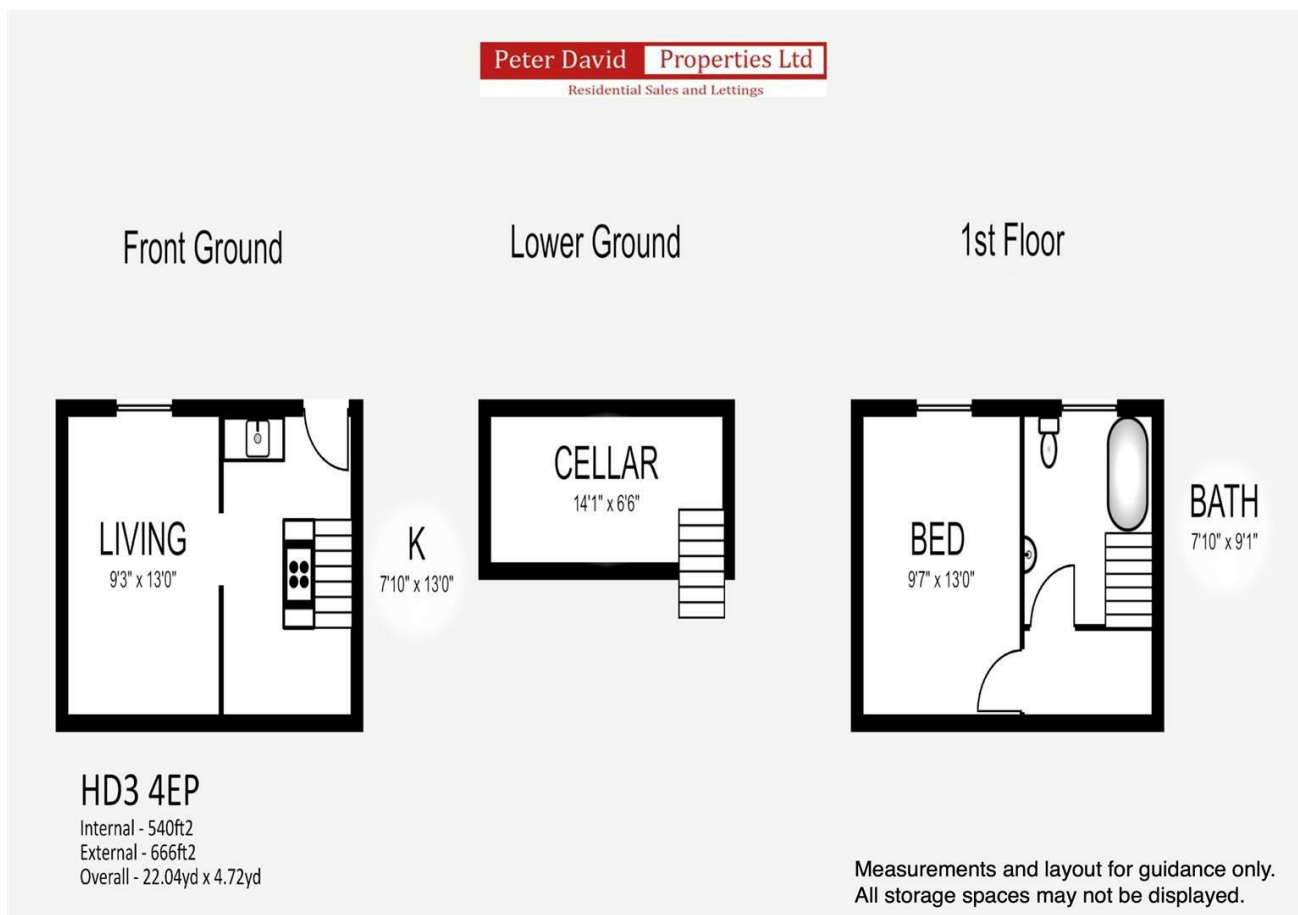 Peter David Properties Ltd
Residential Sales and Lettings
Front Ground
Lower Ground
1st Floor
LIVING
9'3" x 13'0"
K
7'10" x 13'0"
CELLAR
14'1" x 6'6"
BED
9'7" x 13'0"
BATH
7'10" x 9'1"
HD3 4EP
Internal - 540ft2
External - 666ft2
Overall - 22.04yd x 4.72yd
Measurements and layout for guidance only.
All storage spaces may not be displayed.